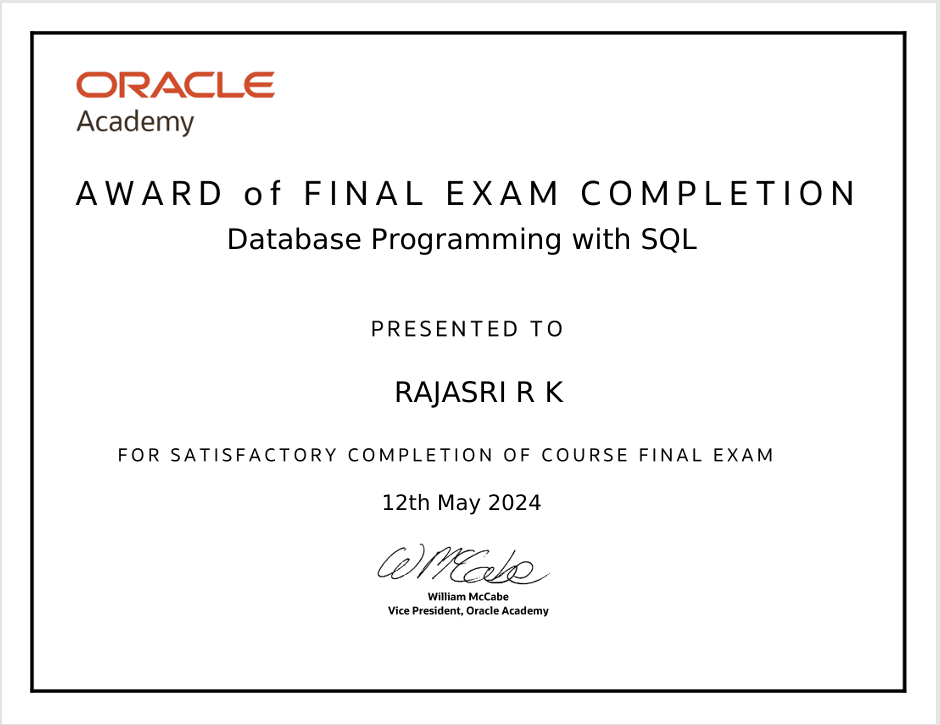 ORACLE
Academy
AWARD of FINAL EXAM COMPLETION
Database Programming with SQL
PRESENTED TO
RAJASRI R K
FOR SATISFACTORY COMPLETION OF COURSE FINAL EXAM
12th May 2024
W McCabe
William McCabe
Vice President, Oracle Academy